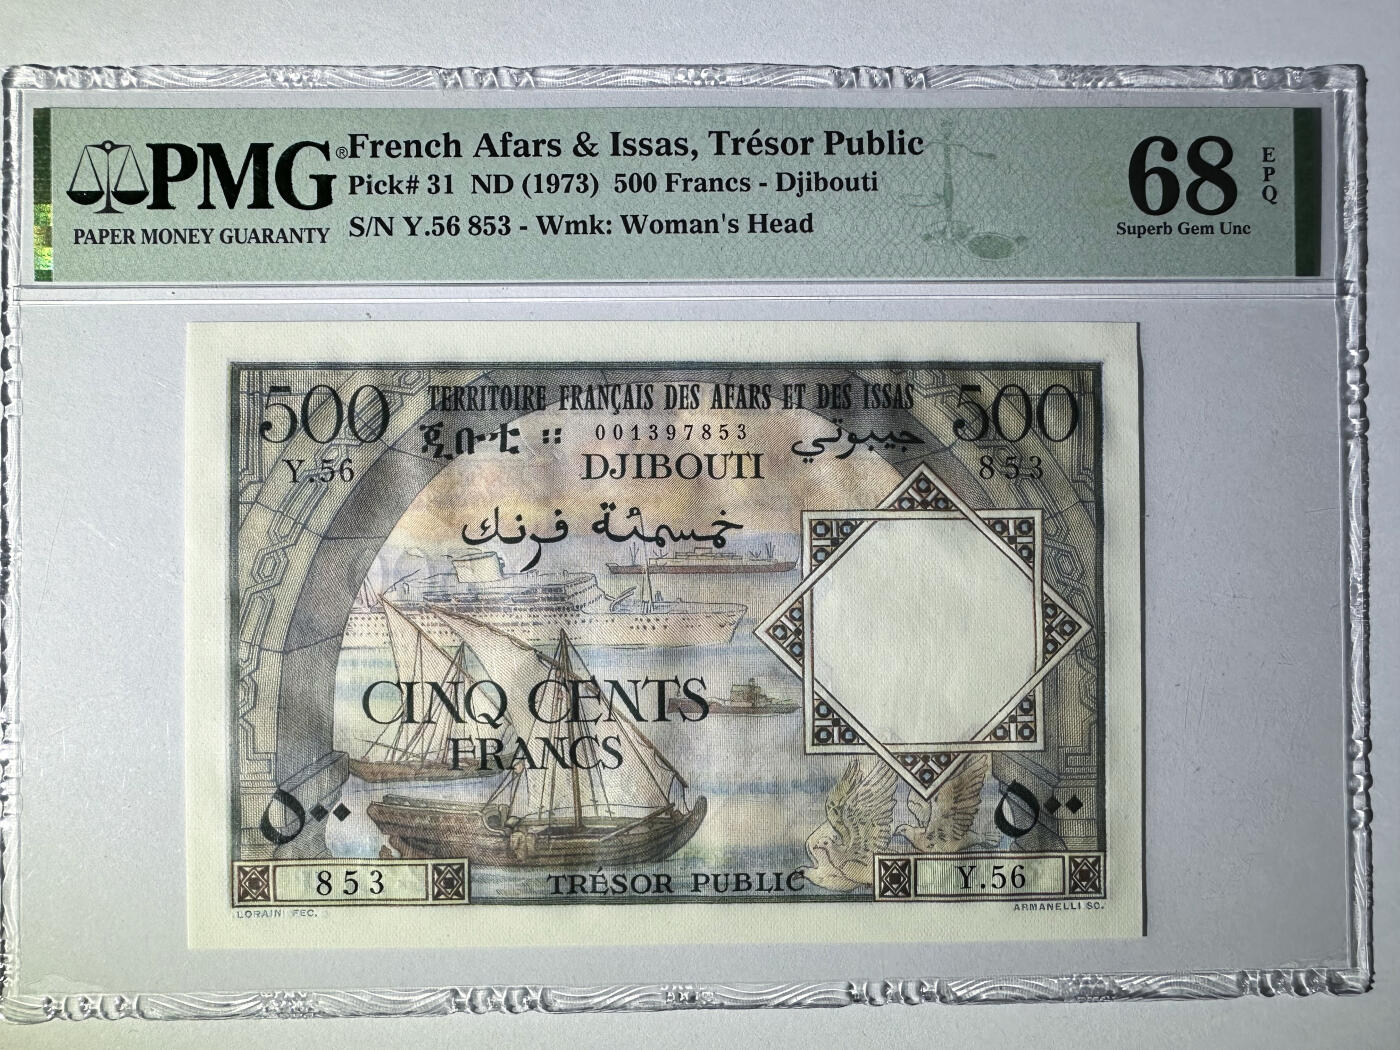 PMG®
PAPER MONEY GUARANTY
French Afars & Issas, Trésor Public
Pick# 31 ND (1973) 500 Francs - Djibouti
S/N Y.56 853 - Wmk: Woman's Head
68
EPQ
Superb Gem Unc
500
TERRITOIRE FRANÇAIS DES AFARS ET DES ISSAS
500
ጂቡቲ ።
001397853
جيبوتي
Y.56
DJIBOUTI
853
خمسمئة فرنك
CINQ CENTS
FRANCS
٥٠٠
٥٠٠
853
TRÉSOR PUBLIC
Y.56
LORAIN FEC.
ARMANELLI SC.